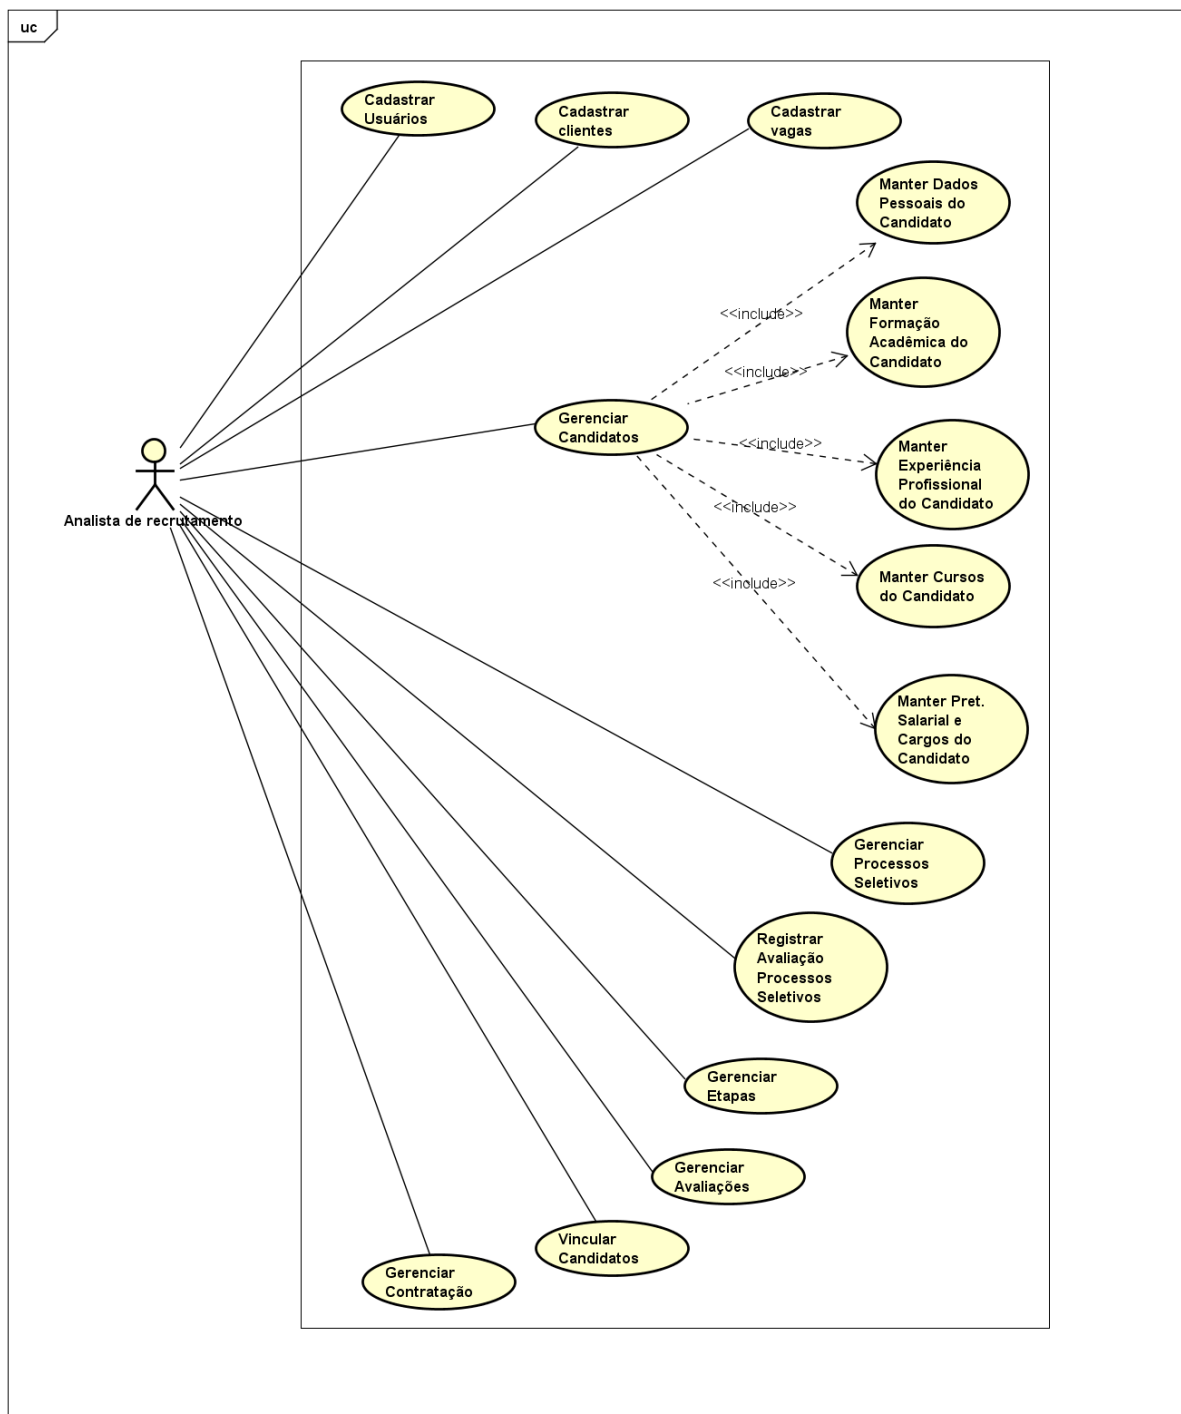 uc
Cadastrar
Usuários
Cadastrar
clientes
Cadastrar
vagas
Manter Dados
Pessoais do
Candidato
<<include>>
Manter
Formação
Acadêmica do
Candidato
<<include>>
Gerenciar
Candidatos
<<include>>
Manter
Experiência
Profissional
do Candidato
Analista de recrutamento
<<include>>
Manter Cursos
do Candidato
<<include>>
Manter Pret.
Salarial e
Cargos do
Candidato
Gerenciar
Processos
Seletivos
Registrar
Avaliação
Processos
Seletivos
Gerenciar
Etapas
Gerenciar
Avaliações
Vincular
Candidatos
Gerenciar
Contratação